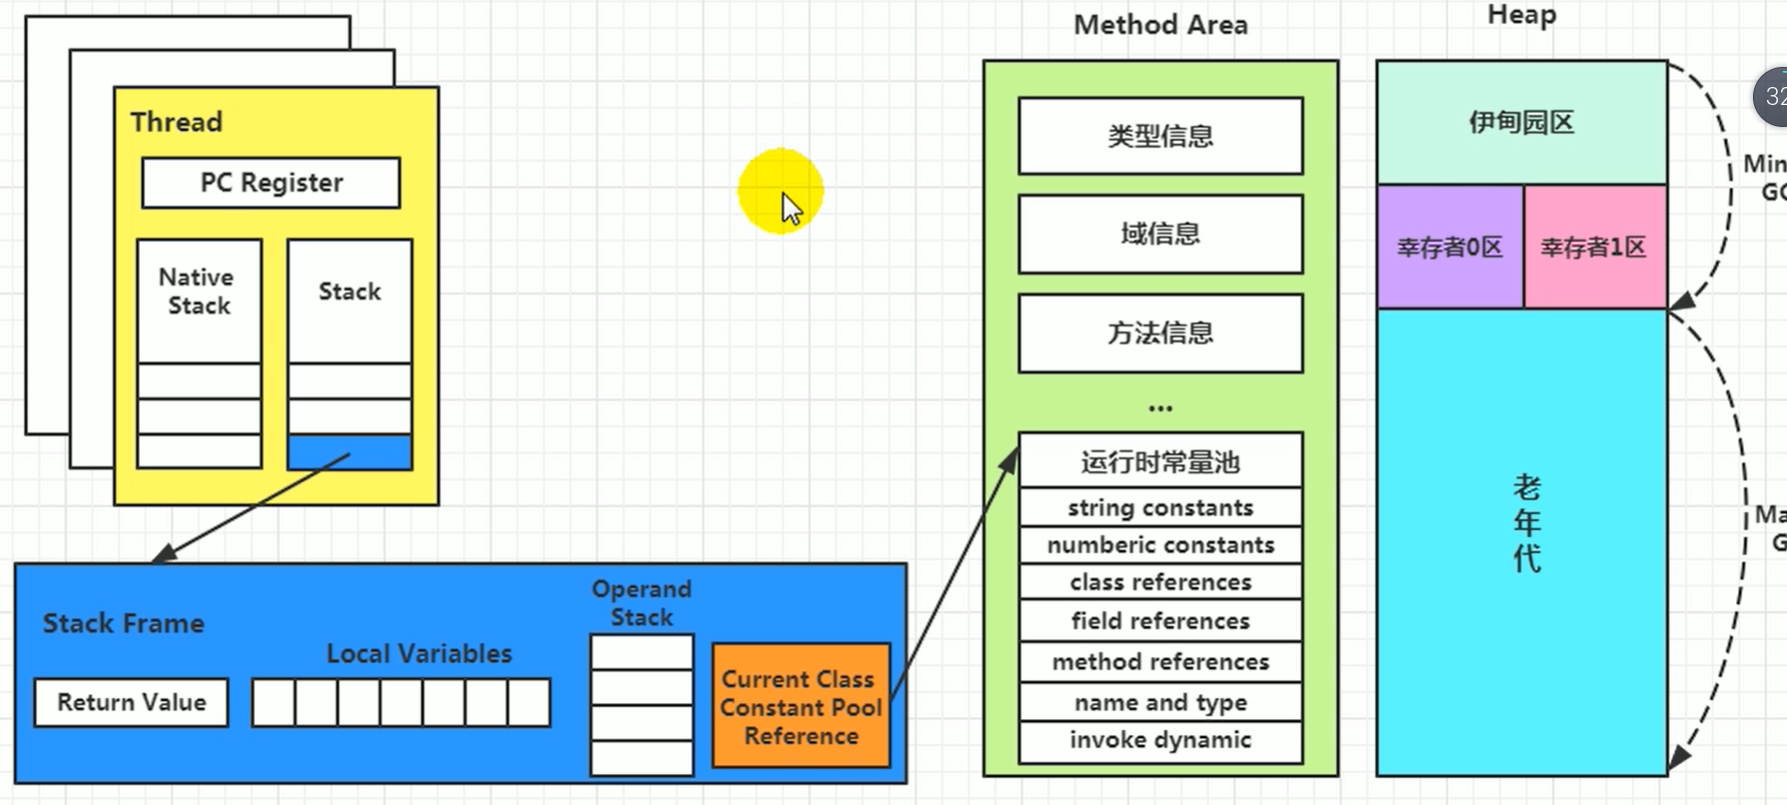 Thread
PC Register
Native
Stack
Stack
Stack Frame
Return Value
Local Variables
Operand
Stack
Current Class
Constant Pool
Reference
Method Area
类型信息
域信息
方法信息
...
运行时常量池
string constants
numberic constants
class references
field references
method references
name and type
invoke dynamic
Heap
伊甸园区
幸存者0区
幸存者1区
老
年
代
32